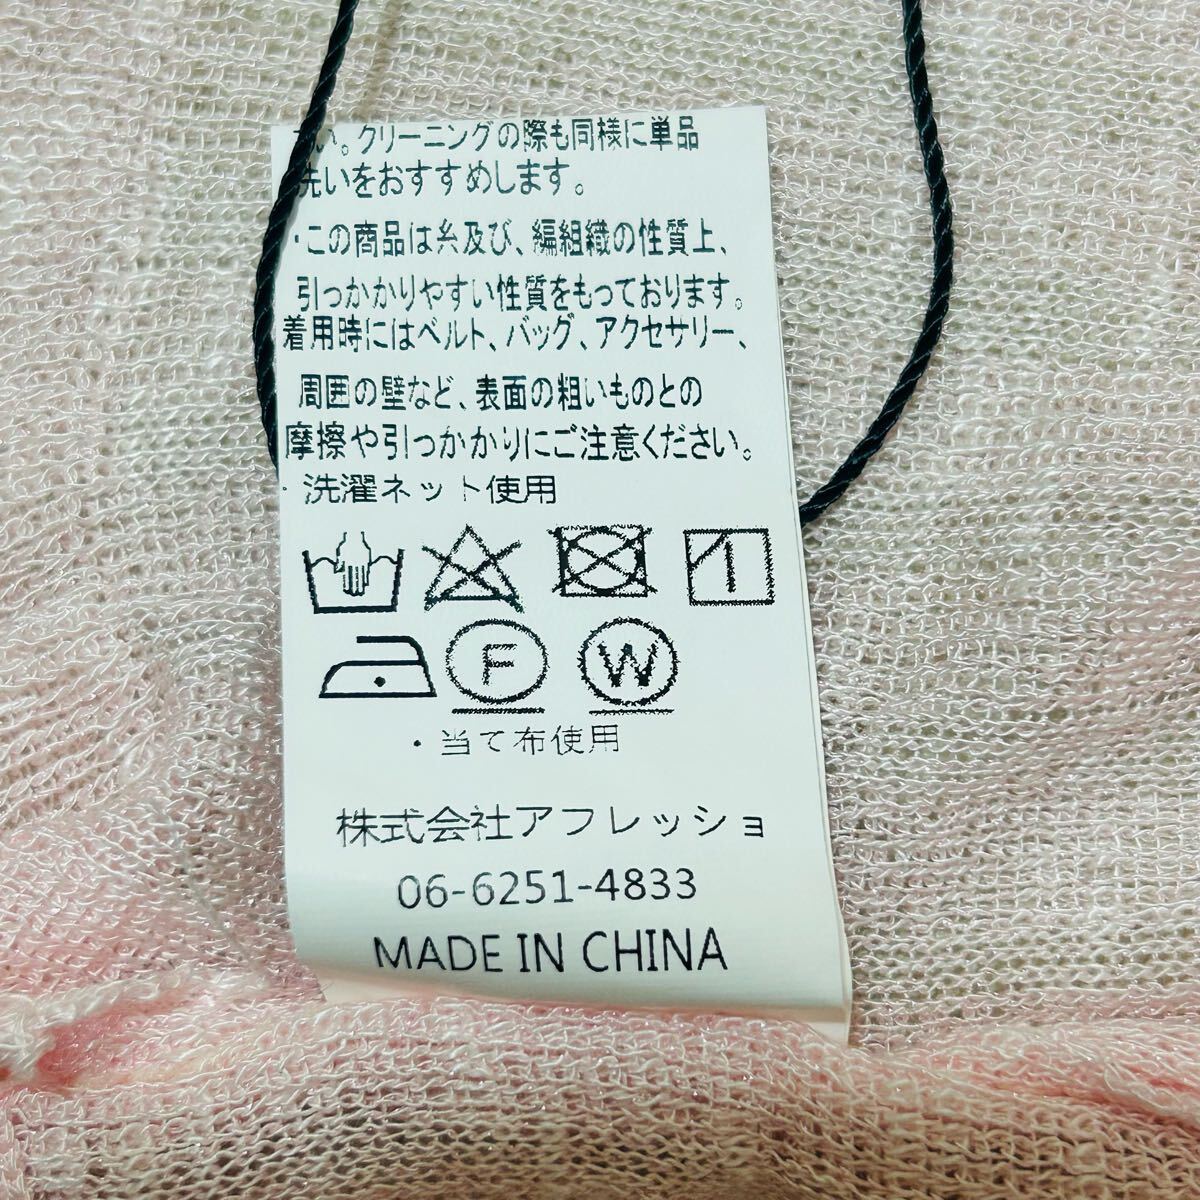 い。クリーニングの際も同様に単品
洗いをおすすめします。
・この商品は糸及び、編組織の性質上、
引っかかりやすい性質をもっております。
着用時にはベルト、バッグ、アクセサリー、
周囲の壁など、表面の粗いものとの
摩擦や引っかかりにご注意ください。
・洗濯ネット使用
F W
・当て布使用
株式会社アフレッショ
06-6251-4833
MADE IN CHINA